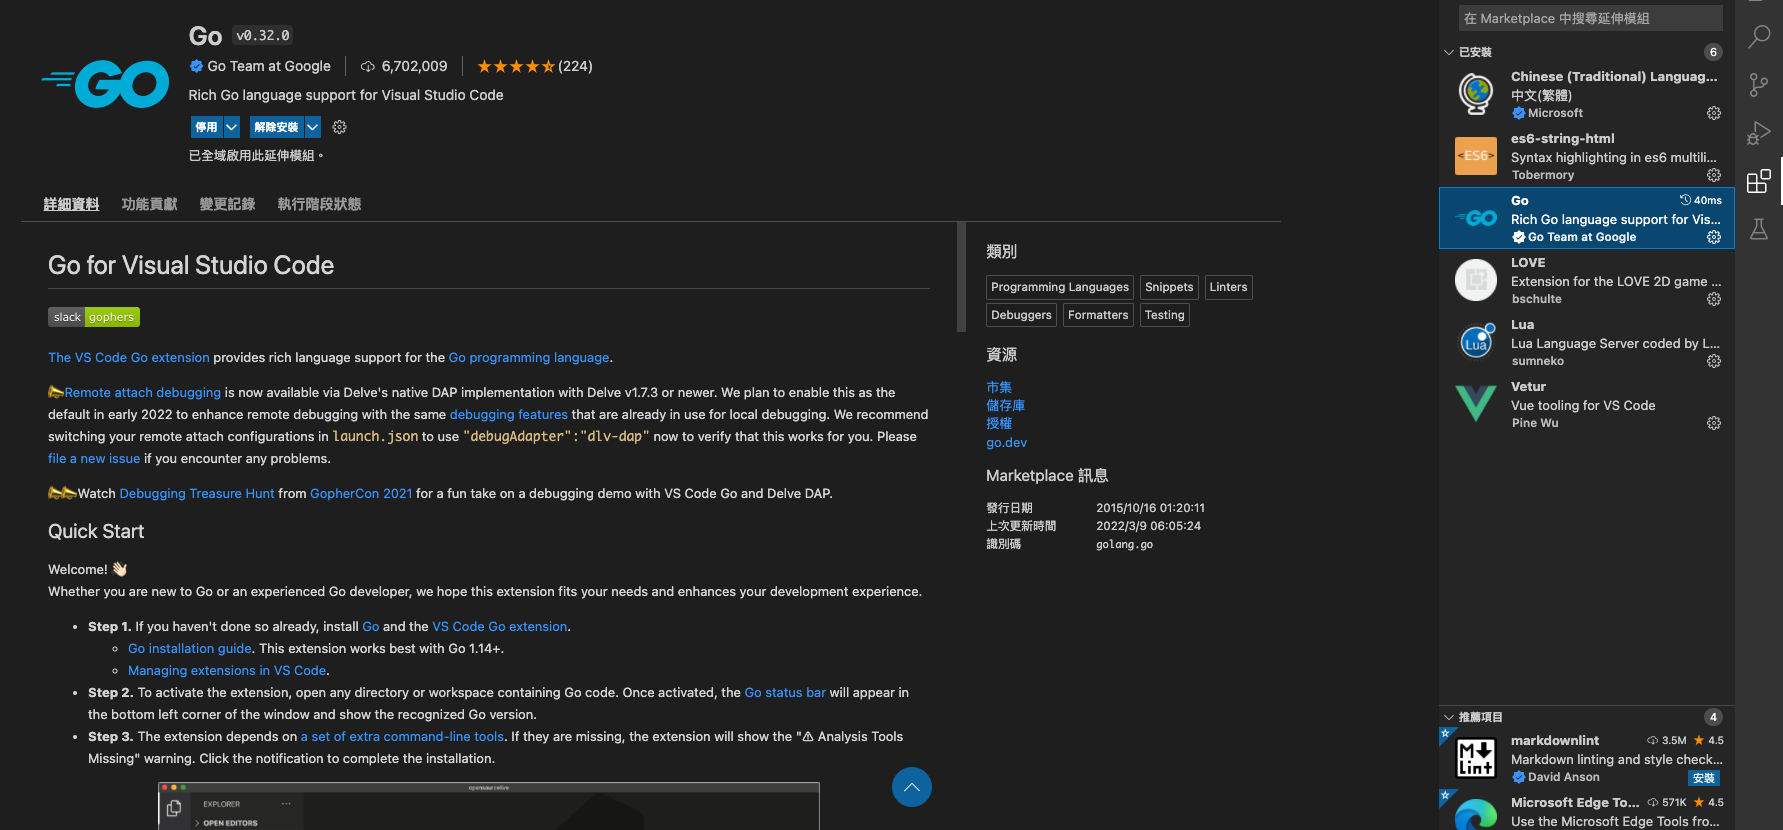 GO
Go v0.32.0
Go Team at Google 6,702,009 (224)
Rich Go language support for Visual Studio Code
停用 解除安裝
已全域啟用此延伸模組。
詳細資料 功能貢獻 變更記錄 執行階段狀態
Go for Visual Studio Code
slack gophers
The VS Code Go extension provides rich language support for the Go programming language.
Remote attach debugging is now available via Delve's native DAP implementation with Delve v1.7.3 or newer. We plan to enable this as the
default in early 2022 to enhance remote debugging with the same debugging features that are already in use for local debugging. We recommend
switching your remote attach configurations in launch.json to use "debugAdapter":"dlv-dap" now to verify that this works for you. Please
file a new issue if you encounter any problems.
Watch Debugging Treasure Hunt from GopherCon 2021 for a fun take on a debugging demo with VS Code Go and Delve DAP.
Quick Start
Welcome! 👋🏻
Whether you are new to Go or an experienced Go developer, we hope this extension fits your needs and enhances your development experience.
• Step 1. If you haven't done so already, install Go and the VS Code Go extension.
◦ Go installation guide. This extension works best with Go 1.14+.
◦ Managing extensions in VS Code.
• Step 2. To activate the extension, open any directory or workspace containing Go code. Once activated, the Go status bar will appear in
the bottom left corner of the window and show the recognized Go version.
• Step 3. The extension depends on a set of extra command-line tools. If they are missing, the extension will show the "⚠ Analysis Tools
Missing" warning. Click the notification to complete the installation.
EXPLORER ...
OPEN EDITORS
類別
Programming Languages Snippets Linters
Debuggers Formatters Testing
資源
市集
儲存庫
授權
go.dev
Marketplace 訊息
發行日期 2015/10/16 01:20:11
上次更新時間 2022/3/9 06:05:24
識別碼 golang.go
在 Marketplace 中搜尋延伸模組
已安裝 6
Chinese (Traditional) Languag...
中文(繁體)
Microsoft
<ES6>
es6-string-html
Syntax highlighting in es6 multili...
Tobermory
GO
Go 40ms
Rich Go language support for Vis...
Go Team at Google
LOVE
Extension for the LOVE 2D game ...
bschulte
Lua
Lua
Lua Language Server coded by L...
sumneko
Vetur
Vue tooling for VS Code
Pine Wu
推薦項目 4
M Lint
markdownlint 3.5M ★ 4.5
Markdown linting and style check...
David Anson 安裝
Microsoft Edge To... 571K ★ 4.5
Use the Microsoft Edge Tools fro...